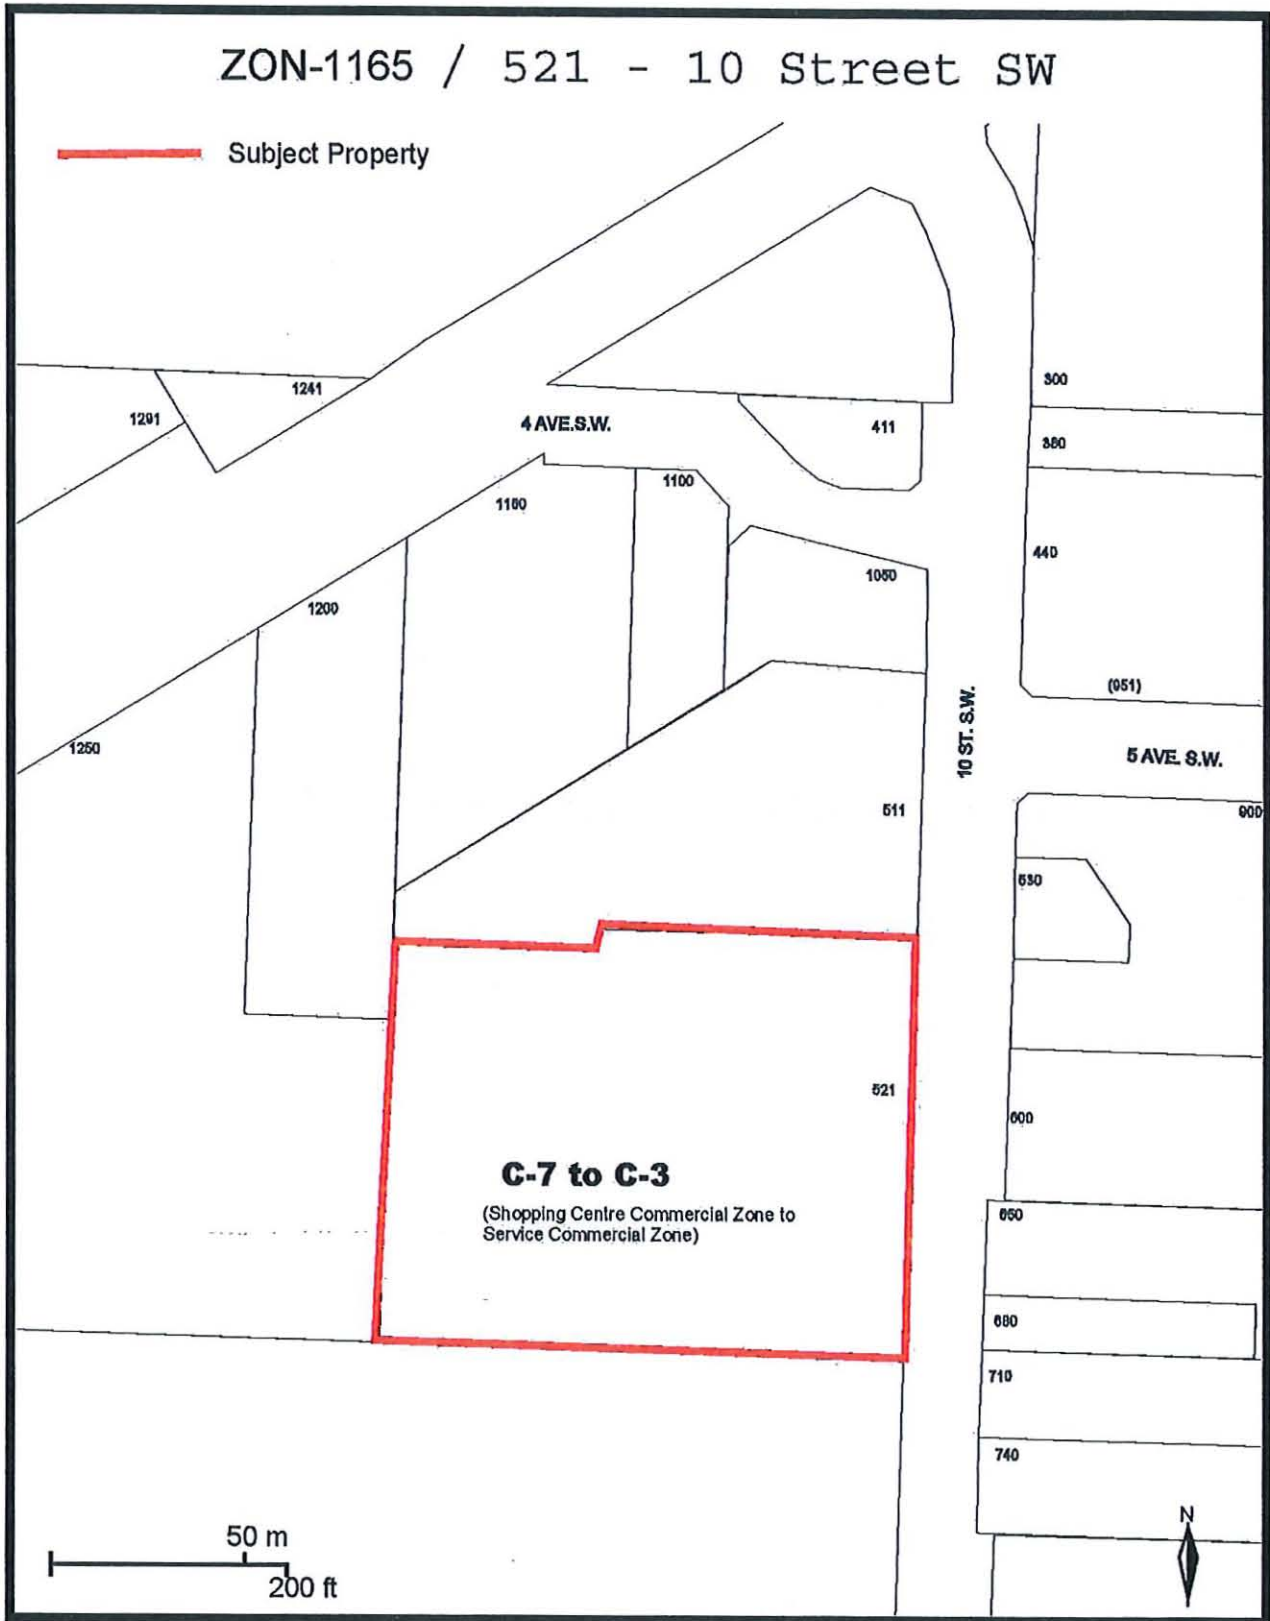 ZON-1165 / 521 - 10 Street SW
Subject Property
1241
1291
4 AVE.S.W.
411
300
380
1160
1100
440
1050
1200
(951)
10 ST. S.W.
1250
5 AVE. S.W.
511
900
530
521
600
C-7 to C-3
(Shopping Centre Commercial Zone to
Service Commercial Zone)
650
680
710
740
N
50 m
200 ft